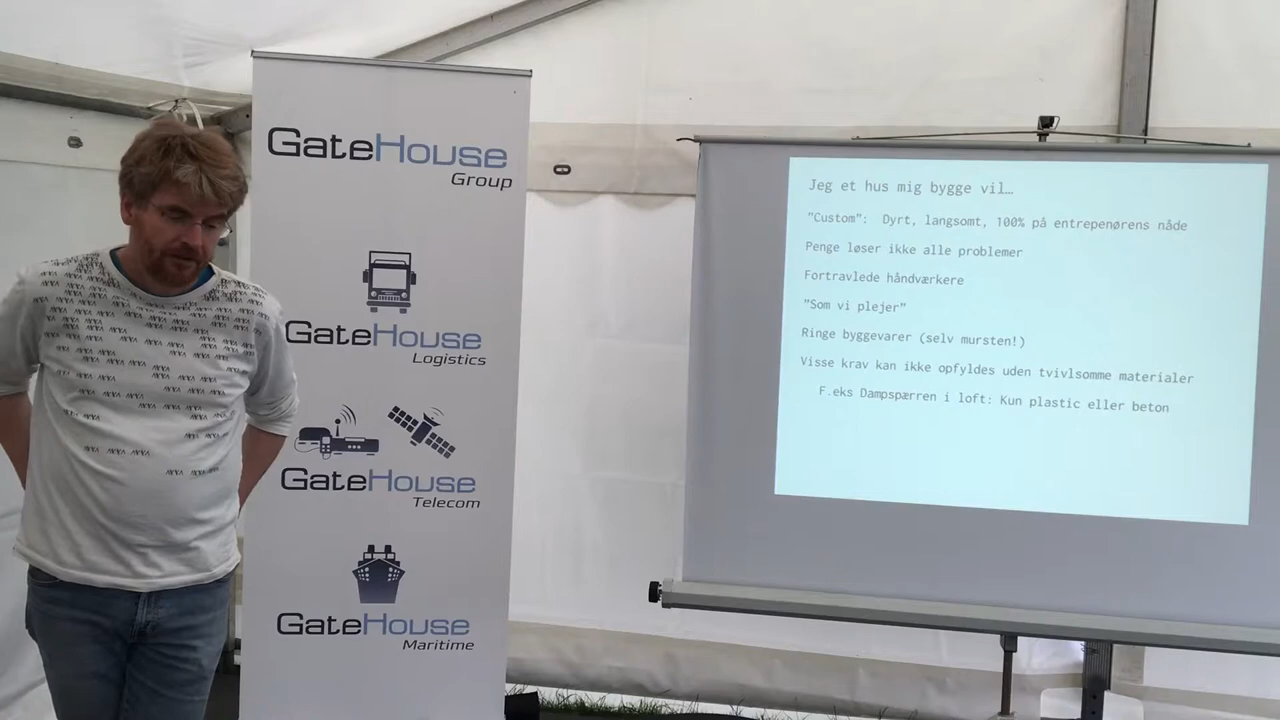 GateHouse
Group
GateHouse
Logistics
GateHouse
Telecom
GateHouse
Maritime
Jeg et hus mig bygge vil…
"Custom": Dyrt, langsomt, 100% på entrepenørens nåde
Penge løser ikke alle problemer
Fortravlede håndværkere
"Som vi plejer"
Ringe byggevarer (selv mursten!)
Visse krav kan ikke opfyldes uden tvivlsomme materialer
F.eks Dampspærren i loft: Kun plastic eller beton